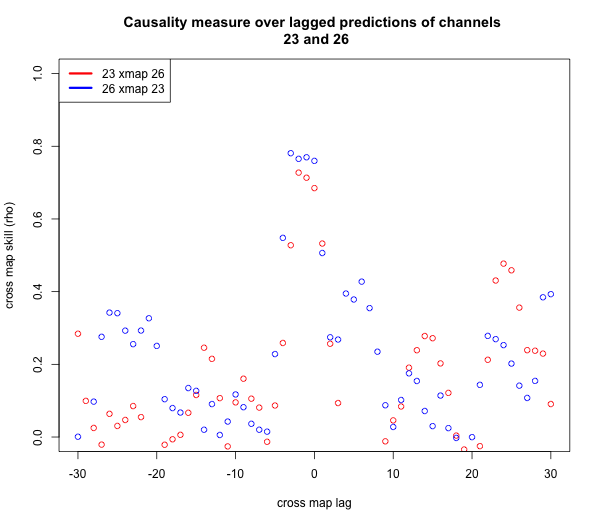 Causality measure over lagged predictions of channels
23 and 26
23 xmap 26
26 xmap 23
cross map skill (rho)
1.0
0.8
0.6
0.4
0.2
0.0
-30 -20 -10 0 10 20 30
cross map lag